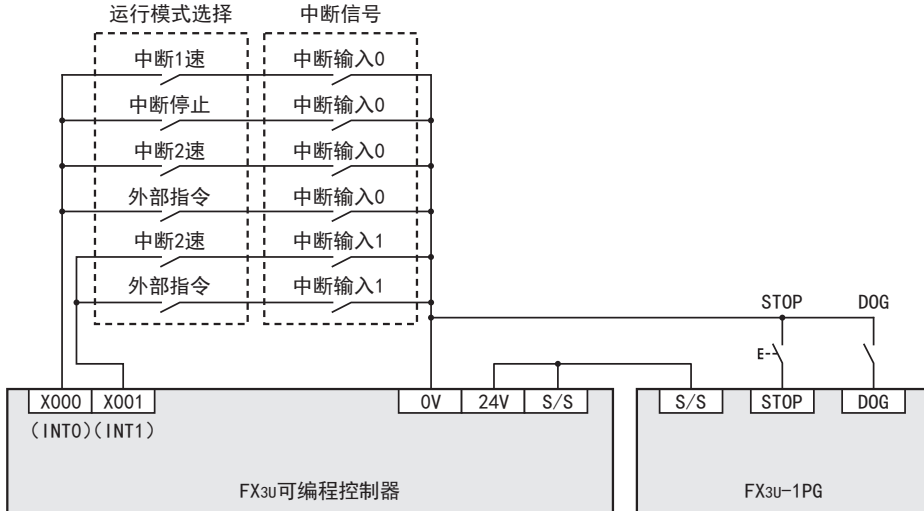 运行模式选择 中断信号
中断1速 中断输入0
中断停止 中断输入0
中断2速 中断输入0
外部指令 中断输入0
中断2速 中断输入1
外部指令 中断输入1
STOP DOG
E
X000 X001 0V 24V S/S S/S STOP DOG
(INT0)(INT1)
FX3U可编程控制器 FX3U-1PG